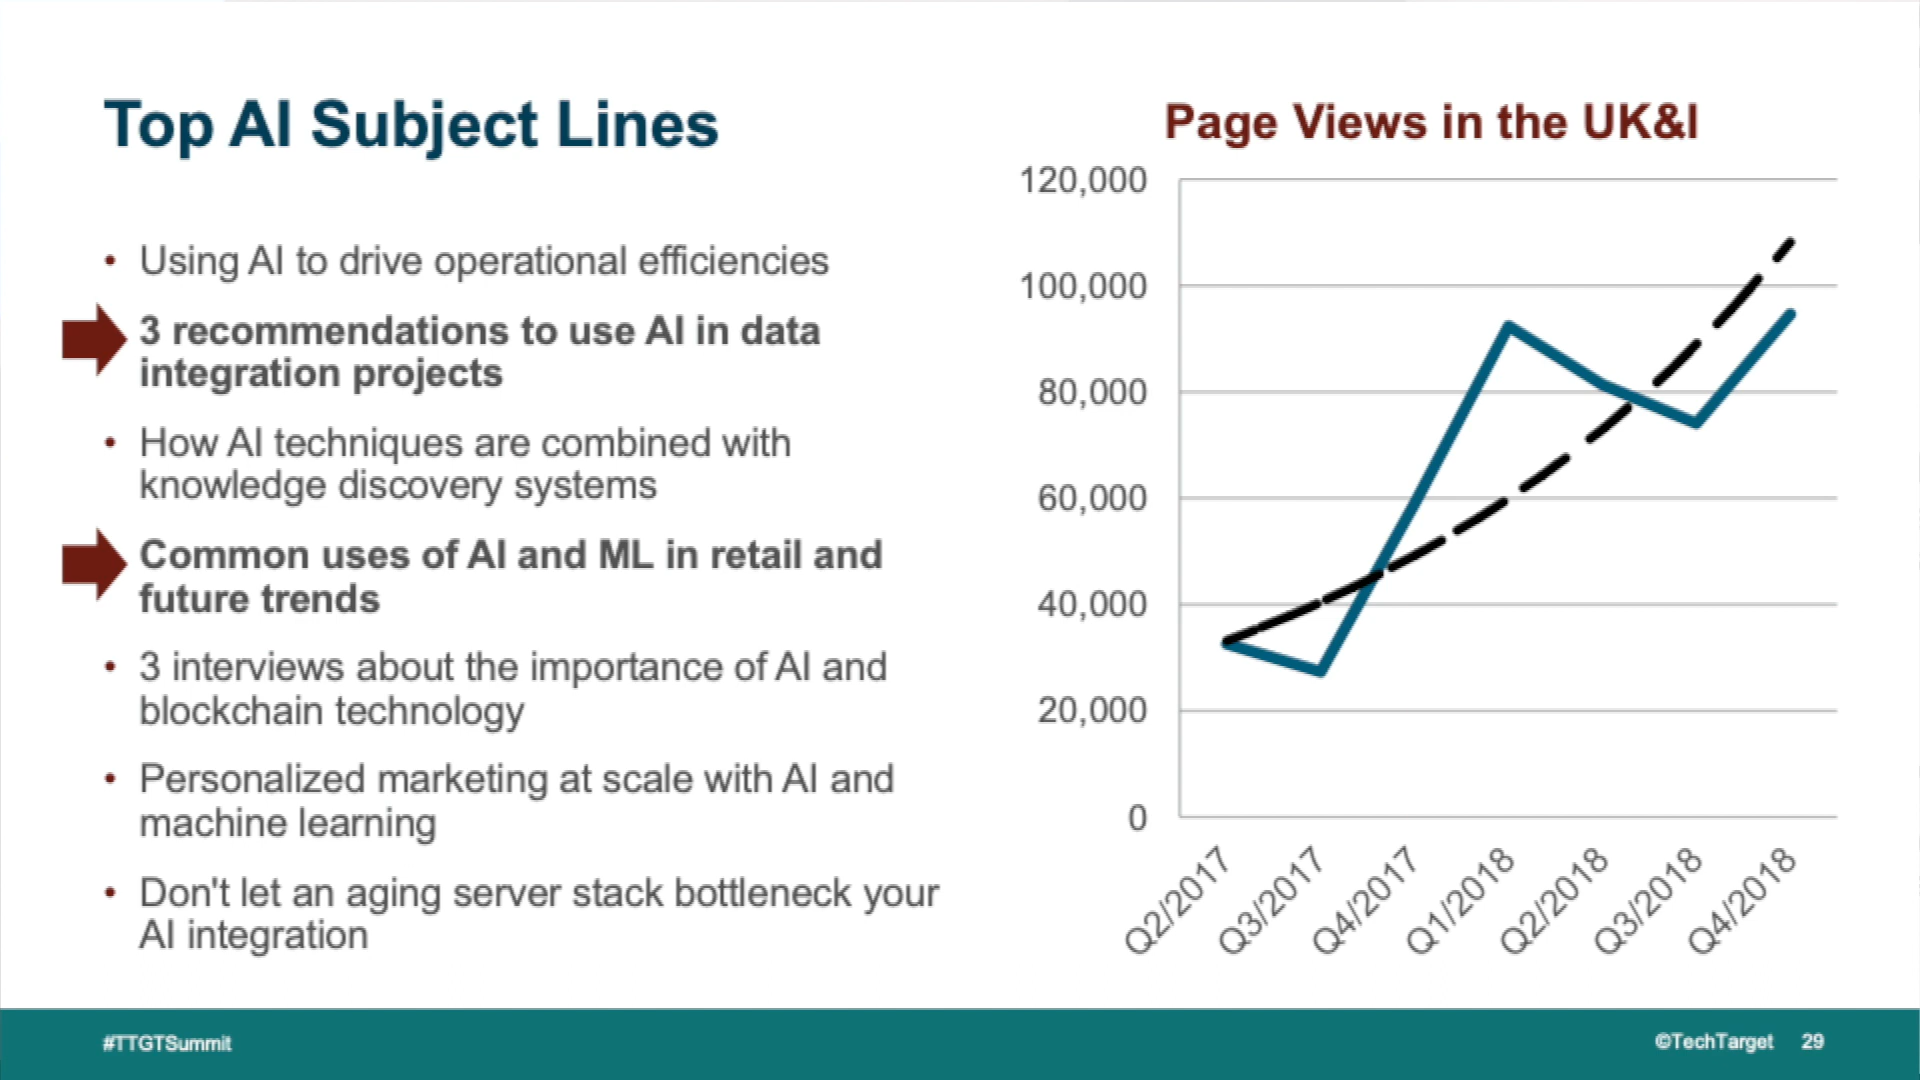 Top AI Subject Lines
• Using AI to drive operational efficiencies
3 recommendations to use AI in data
integration projects
• How AI techniques are combined with
knowledge discovery systems
Common uses of AI and ML in retail and
future trends
• 3 interviews about the importance of AI and
blockchain technology
• Personalized marketing at scale with AI and
machine learning
• Don't let an aging server stack bottleneck your
AI integration
Page Views in the UK&I
120,000
100,000
80,000
60,000
40,000
20,000
0
Q2/2017
Q3/2017
Q4/2017
Q1/2018
Q2/2018
Q3/2018
Q4/2018
#TTGTSummit
©TechTarget 29